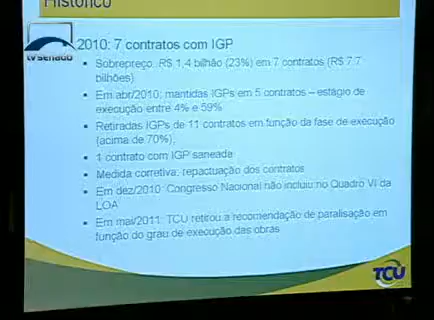 Histórico
tv senado
2010: 7 contratos com IGP
• Sobrepreço: R$ 1,4 bilhão (23%) em 7 contratos (R$ 7,7
bilhões)
• Em abr/2010: mantidas IGPs em 5 contratos – estágio de
execução entre 4% e 59%
• Retiradas IGPs de 11 contratos em função da fase de execução
(acima de 70%),
• 1 contrato com IGP saneada
• Medida corretiva: repactuação dos contratos
• Em dez/2010: Congresso Nacional não incluiu no Quadro VI da
LOA
• Em mai/2011: TCU retirou a recomendação de paralisação em
função do grau de execução das obras
TCU